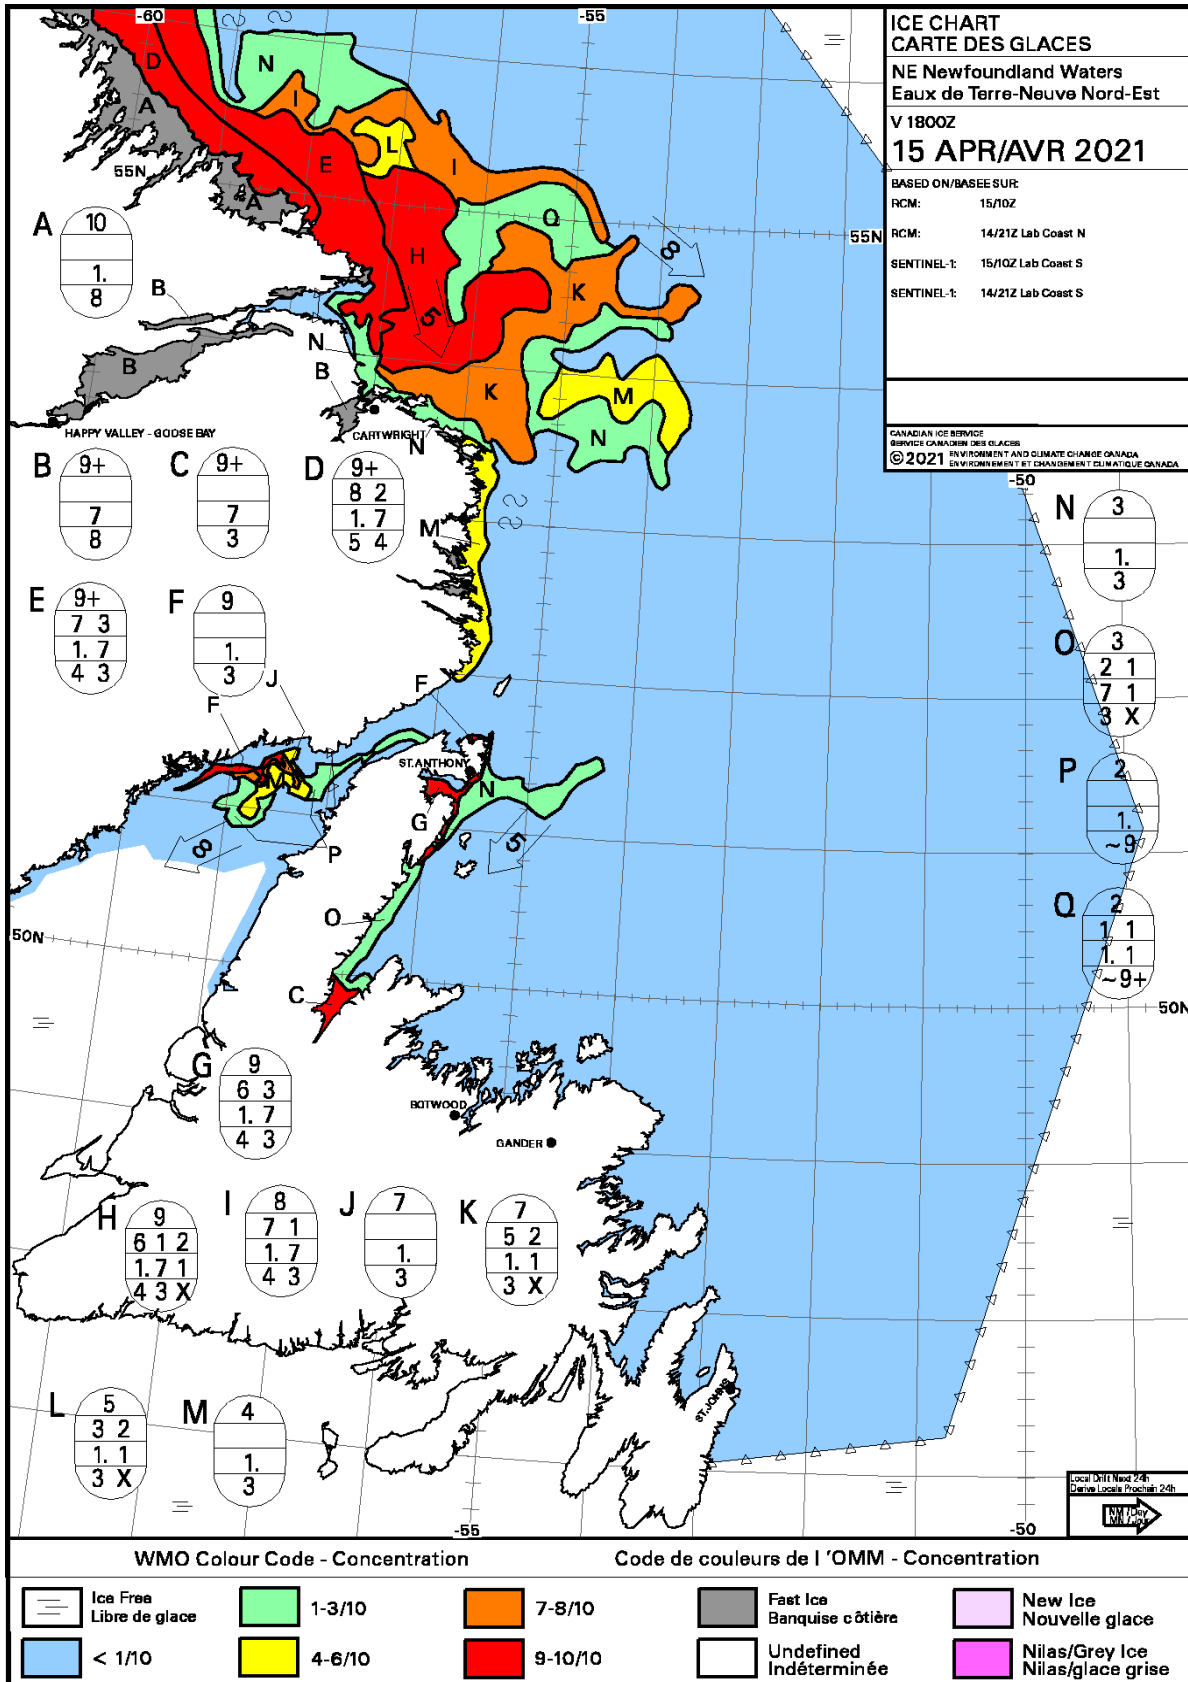 -60
-55
ICE CHART
CARTE DES GLACES
NE Newfoundland Waters
Eaux de Terre-Neuve Nord-Est
V 1800Z
15 APR/AVR 2021
BASED ON/BASEE SUR:
RCM: 15/10Z
RCM: 14/21Z Lab Coast N
SENTINEL-1: 15/10Z Lab Coast S
SENTINEL-1: 14/21Z Lab Coast S
CANADIAN ICE SERVICE
SERVICE CANADIEN DES GLACES
©2021 ENVIRONMENT AND CLIMATE CHANGE CANADA
ENVIRONNEMENT ET CHANGEMENT CLIMATIQUE CANADA
D
N
A
I
L
E
I
55N
A
A
Q
55N
8
H
K
5
B
N
B
B
K
M
N
HAPPY VALLEY - GOOSE BAY
CARTWRIGHT
N
M
-50
A
10
1.
8
B
9+
7
8
C
9+
7
3
D
9+
8 2
1. 7
5 4
E
9+
7 3
1. 7
4 3
F
9
1.
3
N
3
1.
3
O
3
2 1
7 1
3 X
P
2
1.
~9
Q
2
1 1
1. 1
~9+
J
F
F
M
ST.ANTHONY
N
G
P
8
5
O
50N
C
50N
G
9
6 3
1. 7
4 3
BOTWOOD
GANDER
H
9
6 1 2
1. 7 1
4 3 X
I
8
7 1
1. 7
4 3
J
7
1.
3
K
7
5 2
1. 1
3 X
L
5
3 2
1. 1
3 X
M
4
1.
3
ST.JOHNS
-55
-50
Local Drift Next 24h
Derive Locale Prochain 24h
NM /Day
MN /Jour
WMO Colour Code - Concentration
Code de couleurs de l 'OMM - Concentration
Ice Free
Libre de glace
1-3/10
7-8/10
Fast Ice
Banquise côtière
New Ice
Nouvelle glace
< 1/10
4-6/10
9-10/10
Undefined
Indéterminée
Nilas/Grey Ice
Nilas/glace grise